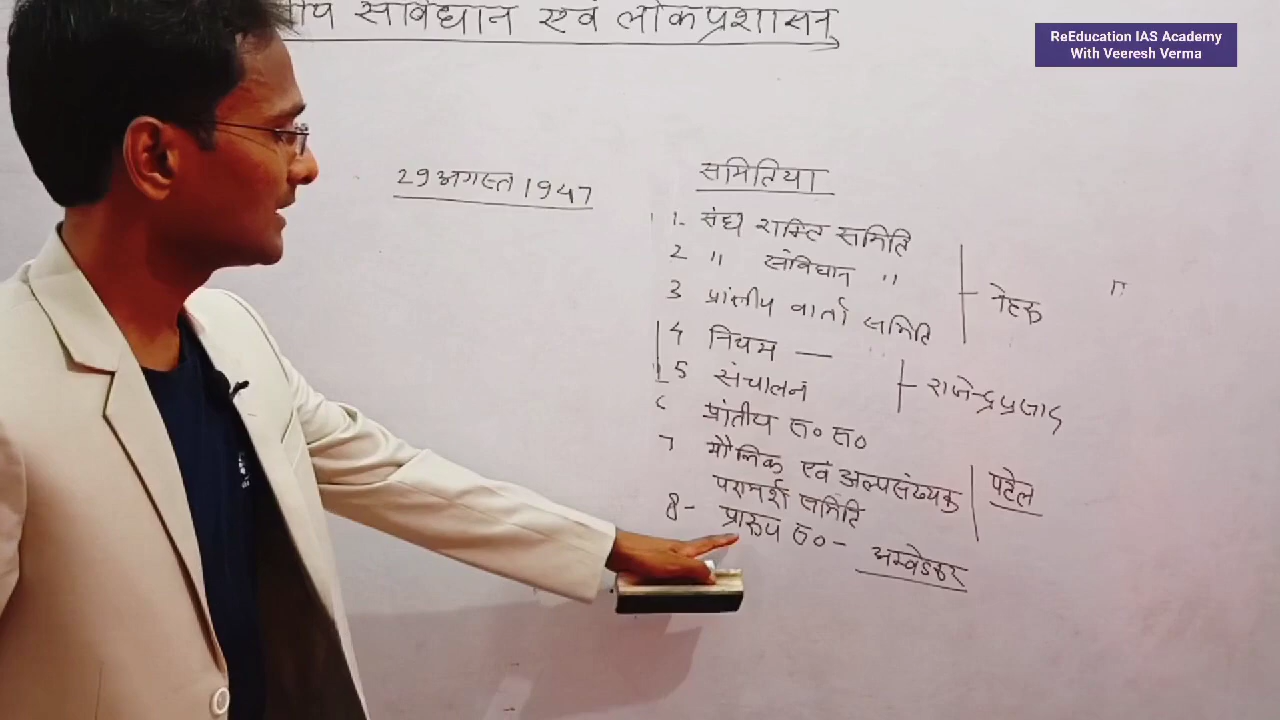 तीय संविधान एवं लोकप्रशासन
ReEducation IAS Academy
With Veeresh Verma
29 अगस्त 1947
समितिया
1- संघ शक्ति समिति
2 " संविधान "
3 प्रांतीय वार्ता समिति
नेहरू
"
4 नियम —
5 संचालन
राजेन्द्र प्रसाद
6 प्रांतीय स० स०
7 मौलिक एवं अल्पसंख्यक
परामर्श समिति
पटेल
8- प्रारूप स० - अम्बेडकर